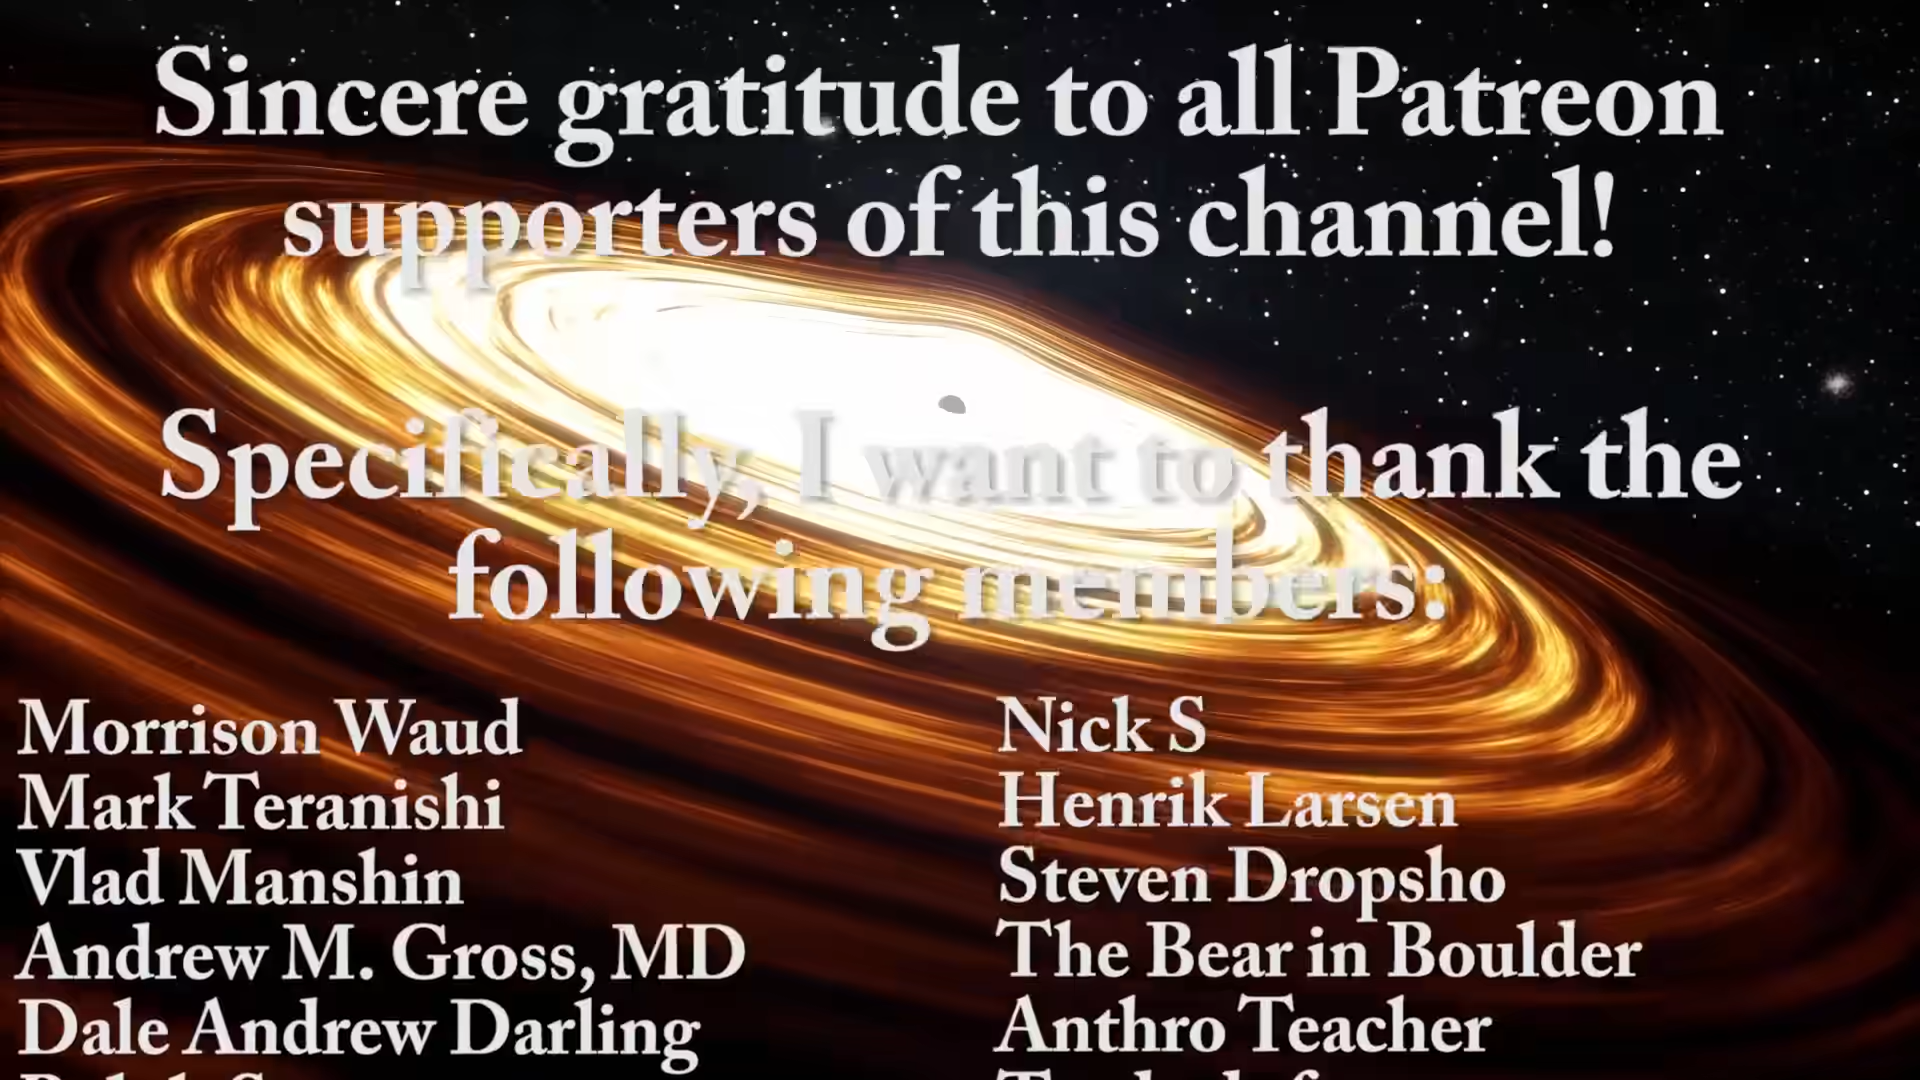 Sincere gratitude to all Patreon
supporters of this channel!
Specifically, I want to thank the
following members:
Morrison Waud
Mark Teranishi
Vlad Manshin
Andrew M. Gross, MD
Dale Andrew Darling
Nick S
Henrik Larsen
Steven Dropsho
The Bear in Boulder
Anthro Teacher